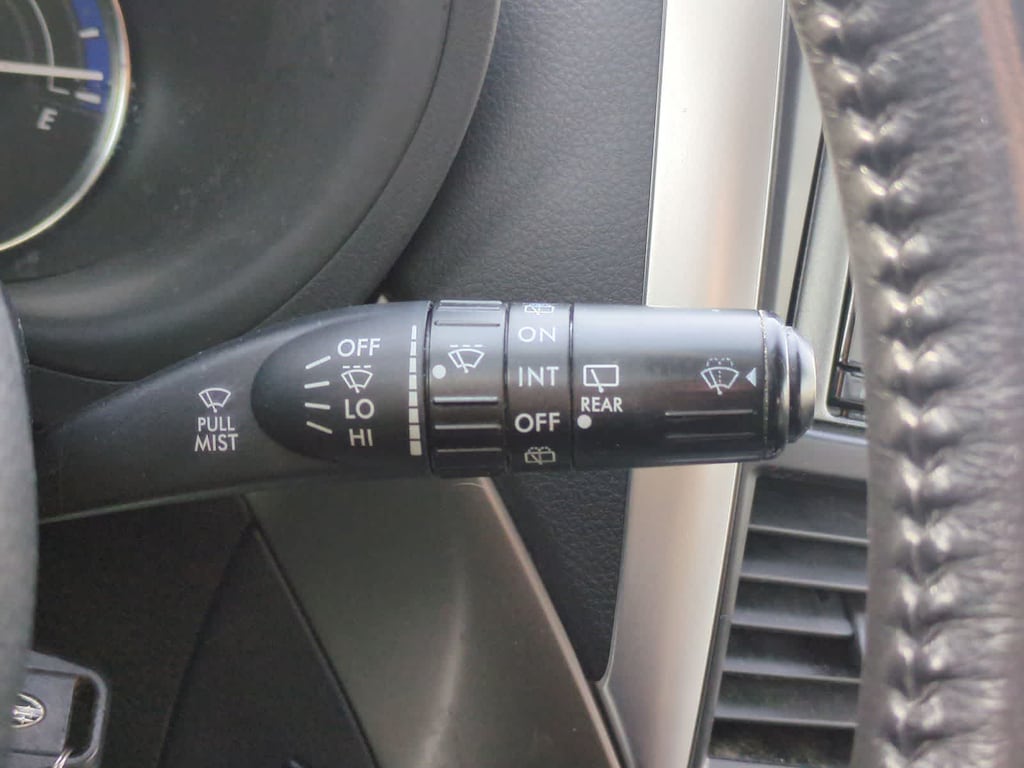 E
OFF
LO
HI
PULL
MIST
ON
INT
OFF
REAR